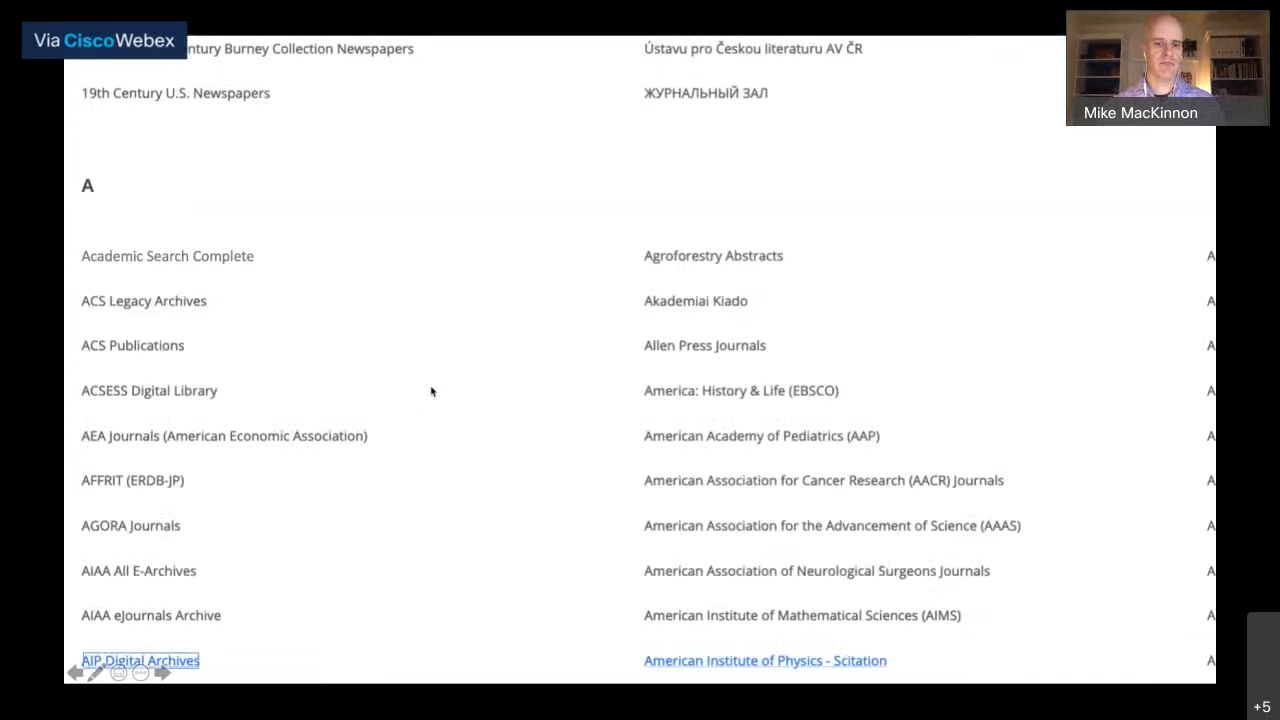 Via CiscoWebex
ntury Burney Collection Newspapers
Ústavu pro Českou literaturu AV ČR
19th Century U.S. Newspapers
ЖУРНАЛЬНЫЙ ЗАЛ
Mike MacKinnon
A
Academic Search Complete
Agroforestry Abstracts
A
ACS Legacy Archives
Akademiai Kiado
A
ACS Publications
Allen Press Journals
A
ACSESS Digital Library
America: History & Life (EBSCO)
A
AEA Journals (American Economic Association)
American Academy of Pediatrics (AAP)
A
AFFRIT (ERDB-JP)
American Association for Cancer Research (AACR) Journals
A
AGORA Journals
American Association for the Advancement of Science (AAAS)
A
AIAA All E-Archives
American Association of Neurological Surgeons Journals
A
AIAA eJournals Archive
American Institute of Mathematical Sciences (AIMS)
A
AIP Digital Archives
American Institute of Physics - Scitation
A
+5